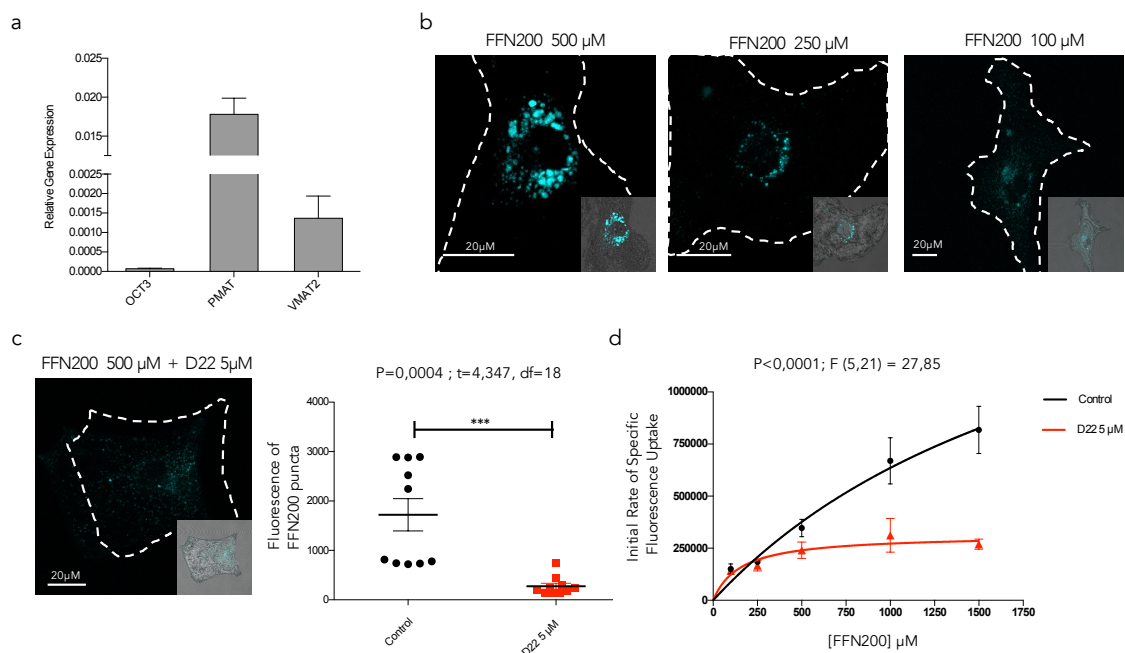 a
0.025
0.020
0.015
0.0025
0.0020
0.0015
0.0010
0.0005
0.0000
Relative Gene Expression
OCT3
PMAT
VMAT2
b
FFN200 500 µM
FFN200 250 µM
FFN200 100 µM
20µM
20µM
20µM
c
FFN200 500 µM + D22 5µM
20µM
P=0,0004 ; t=4,347, df=18
***
4000
3000
2000
1000
0
Fluorescence of
FFN200 puncta
Control
D22 5 µM
d
P<0,0001; F (5,21) = 27,85
1000000
750000
500000
250000
0
Initial Rate of Specific
Fluorescence Uptake
0
250
500
750
1000
1250
1500
1750
[FFN200] µM
Control
D22 5 µM